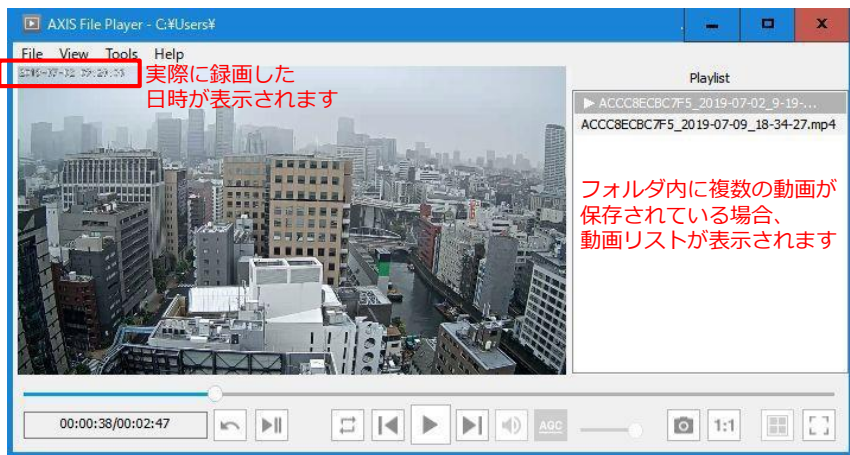 AXIS File Player - C:¥Users¥
File View Tools Help
実際に録画した
日時が表示されます
Playlist
ACCC8ECBC7F5_2019-07-02_9-19-...
ACCC8ECBC7F5_2019-07-09_18-34-27.mp4
フォルダ内に複数の動画が
保存されている場合、
動画リストが表示されます
00:00:38/00:02:47
AGC
1:1